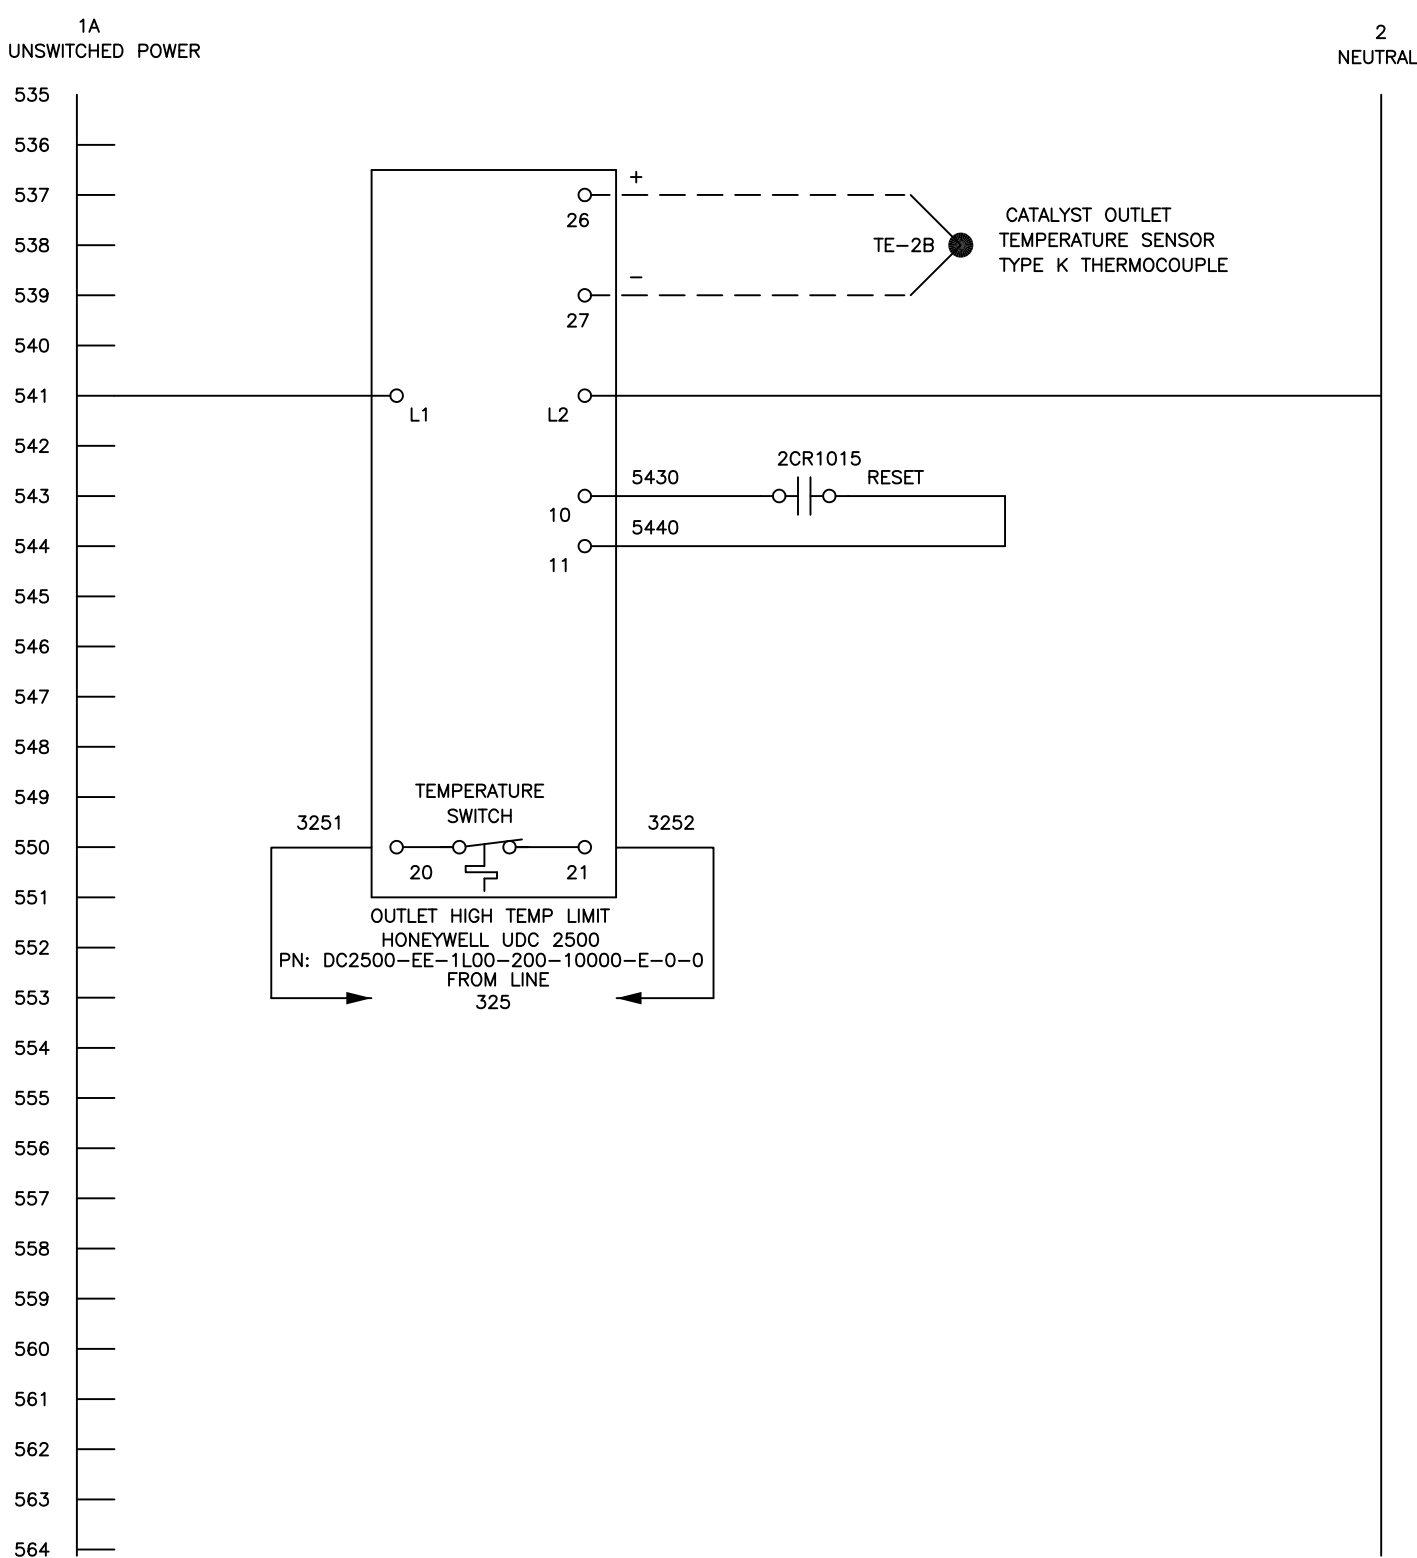 1A
UNSWITCHED POWER
2
NEUTRAL
535
536
537
538
539
540
541
542
543
544
545
546
547
548
549
550
551
552
553
554
555
556
557
558
559
560
561
562
563
564
+
26
-
27
TE-2B
CATALYST OUTLET
TEMPERATURE SENSOR
TYPE K THERMOCOUPLE
L1
L2
5430
2CR1015
RESET
10
5440
11
TEMPERATURE
SWITCH
3251
3252
20
21
OUTLET HIGH TEMP LIMIT
HONEYWELL UDC 2500
PN: DC2500-EE-1L00-200-10000-E-0-0
FROM LINE
325